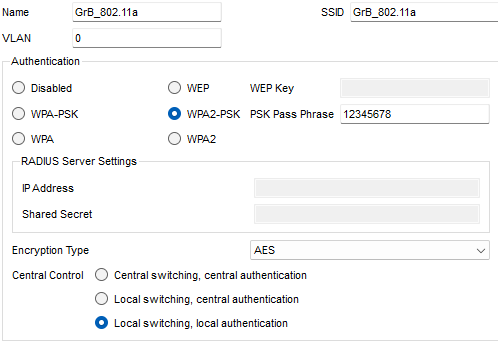 Name GrB_802.11a SSID GrB_802.11a
VLAN 0
Authentication
Disabled WEP WEP Key
WPA-PSK WPA2-PSK PSK Pass Phrase 12345678
WPA WPA2
RADIUS Server Settings
IP Address
Shared Secret
Encryption Type AES
Central Control Central switching, central authentication
Local switching, central authentication
Local switching, local authentication